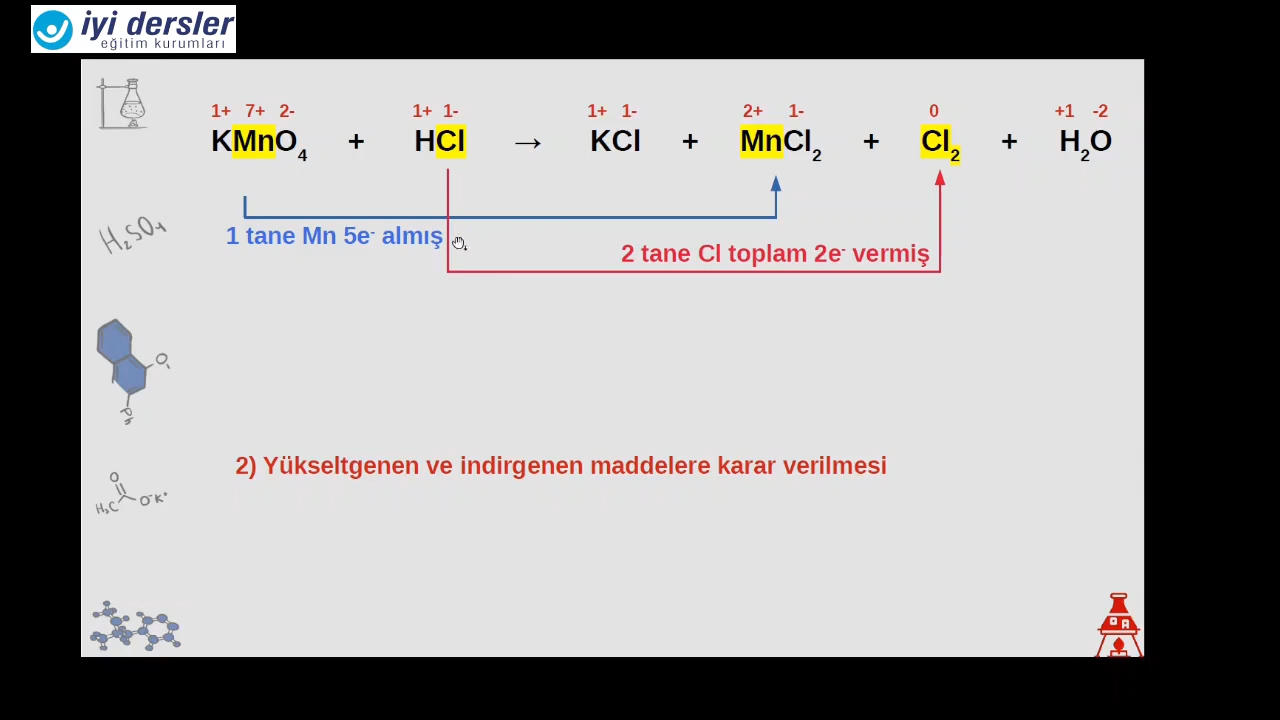 iyi dersler
eğitim kurumları
1+ 7+ 2- 1+ 1- 1+ 1- 2+ 1- 0 +1 -2
KMnO4 + HCl → KCl + MnCl2 + Cl2 + H2O
H2SO4
1 tane Mn 5e- almış
2 tane Cl toplam 2e- vermiş
O
Ph
2) Yükseltgenen ve indirgenen maddelere karar verilmesi
O
H3C O-K+